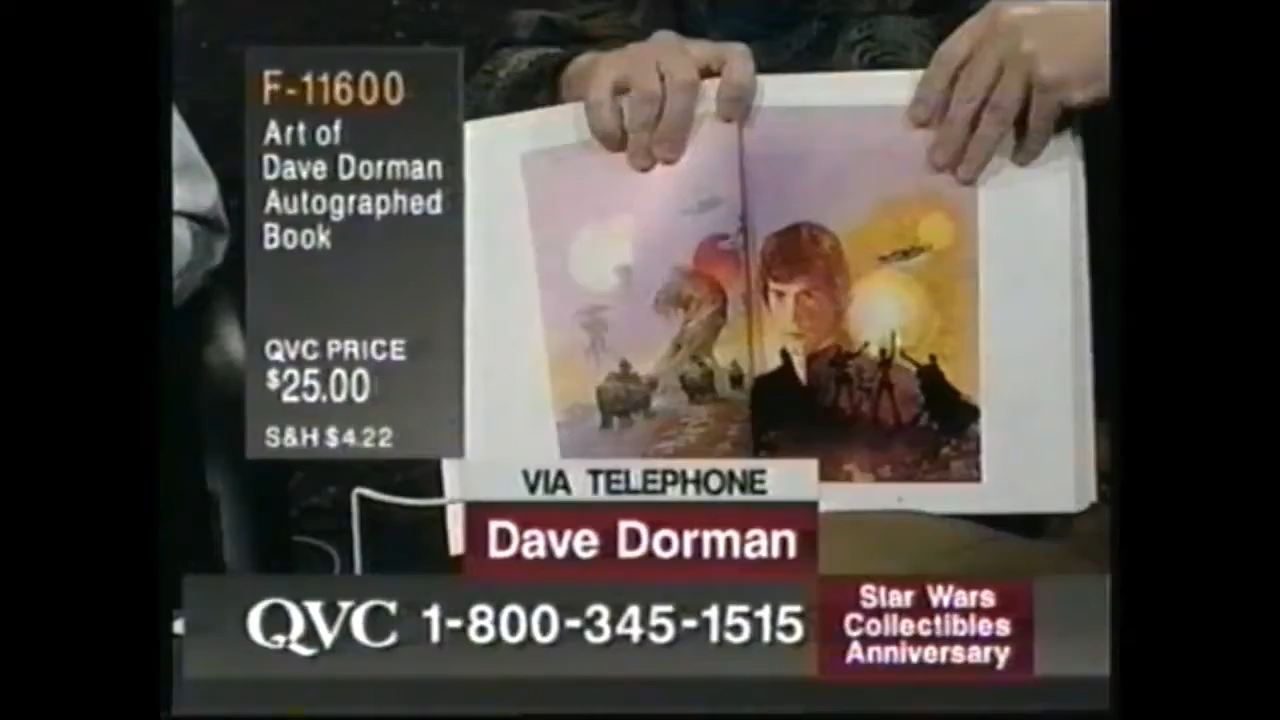 F-11600
Art of
Dave Dorman
Autographed
Book
QVC PRICE
$25.00
S&H $4.22
VIA TELEPHONE
Dave Dorman
QVC 1-800-345-1515
Star Wars
Collectibles
Anniversary